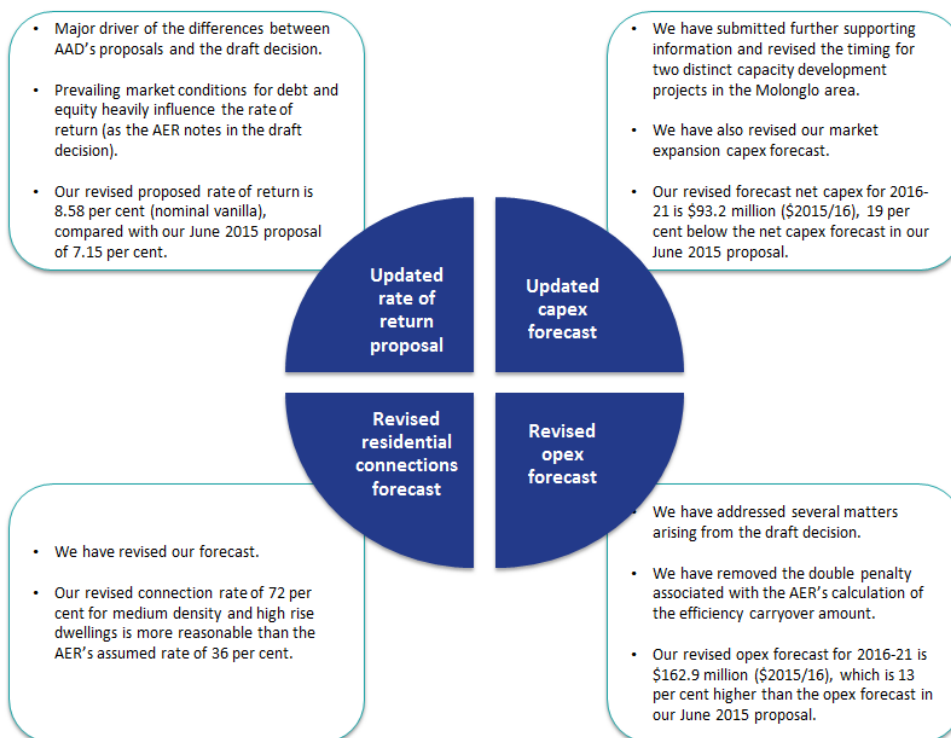 • Major driver of the differences between
AAD's proposals and the draft decision.
• Prevailing market conditions for debt and
equity heavily influence the rate of
return (as the AER notes in the draft
decision).
• Our revised proposed rate of return is
8.58 per cent (nominal vanilla),
compared with our June 2015 proposal
of 7.15 per cent.
• We have submitted further supporting
information and revised the timing for
two distinct capacity development
projects in the Molonglo area.
• We have also revised our market
expansion capex forecast.
• Our revised forecast net capex for 2016-
21 is $93.2 million ($2015/16), 19 per
cent below the net capex forecast in our
June 2015 proposal.
Updated
rate of
return
proposal
Updated
capex
forecast
Revised
residential
connections
forecast
Revised
opex
forecast
• We have revised our forecast.
• Our revised connection rate of 72 per
cent for medium density and high rise
dwellings is more reasonable than the
AER's assumed rate of 36 per cent.
• We have addressed several matters
arising from the draft decision.
• We have removed the double penalty
associated with the AER's calculation of
the efficiency carryover amount.
• Our revised opex forecast for 2016-21 is
$162.9 million ($2015/16), which is 13
per cent higher than the opex forecast in
our June 2015 proposal.